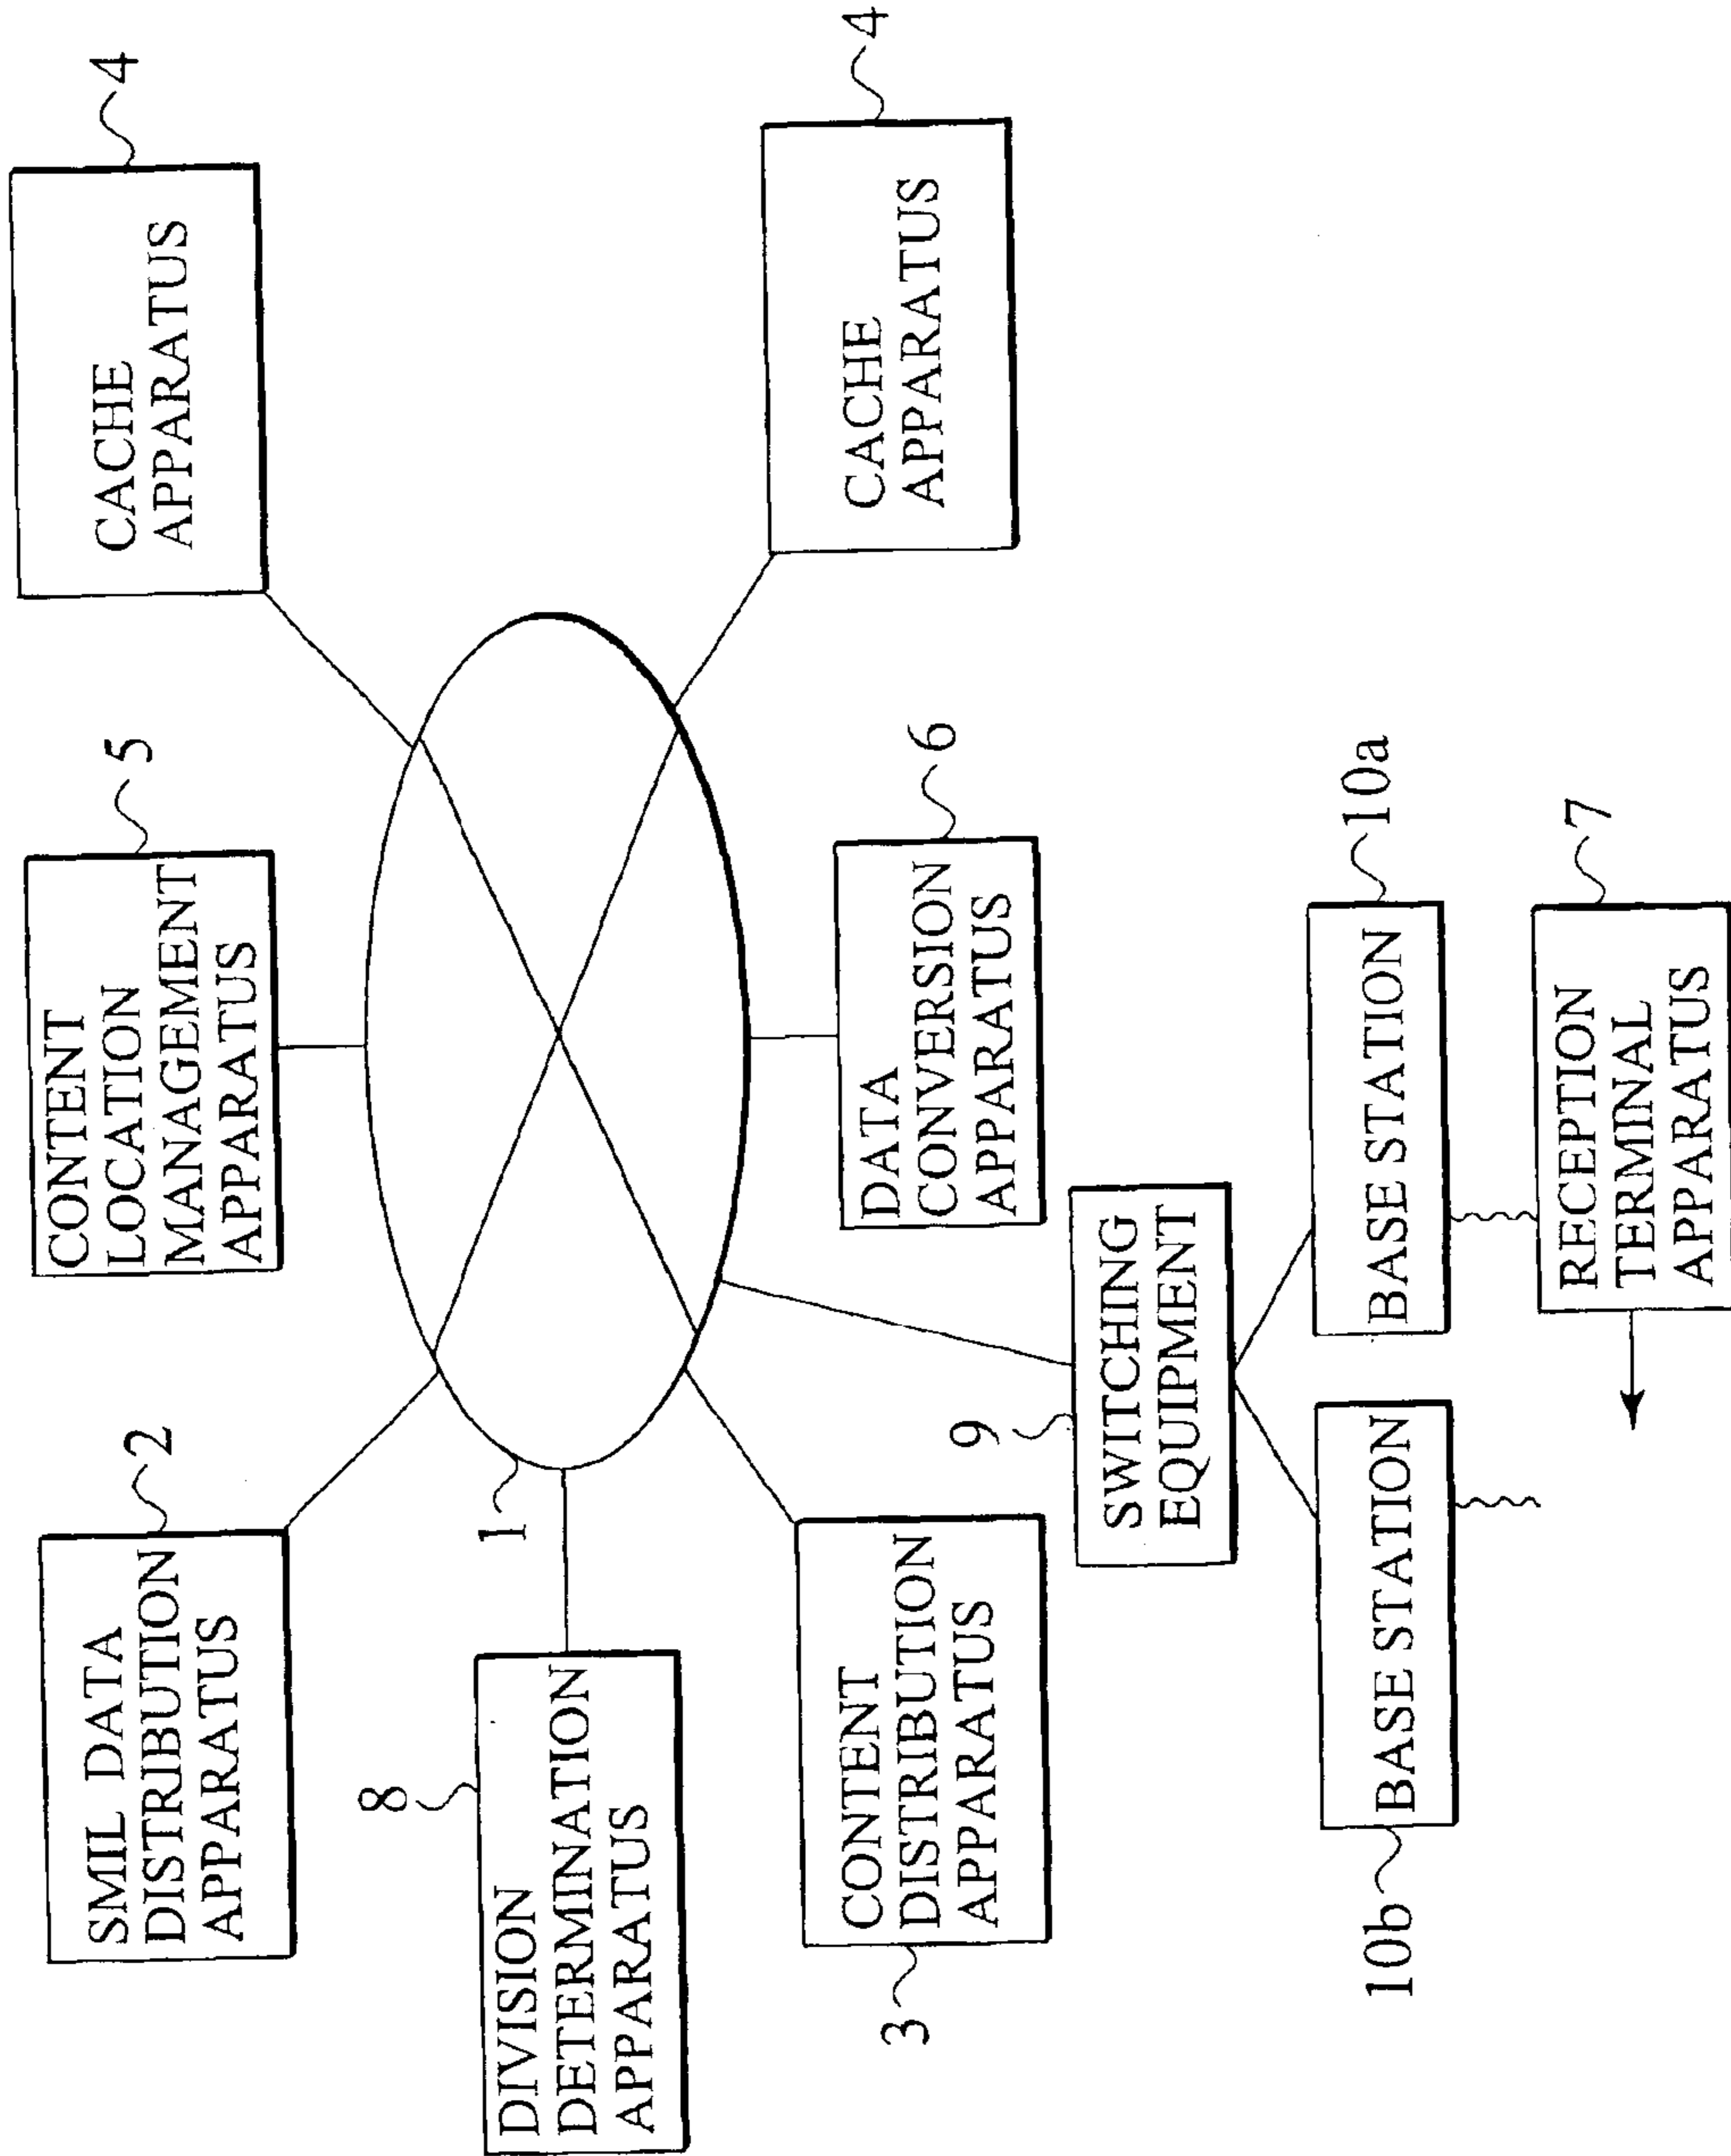 SMIL DATA
DISTRIBUTION
APPARATUS
2
CONTENT
LOCATION
MANAGEMENT
APPARATUS
5
CACHE
APPARATUS
4
DIVISION
DETERMINATION
APPARATUS
8
1
CONTENT
DISTRIBUTION
APPARATUS
3
DATA
CONVERSION
APPARATUS
6
CACHE
APPARATUS
4
SWITCHING
EQUIPMENT
9
BASE STATION
10b
BASE STATION
10a
RECEPTION
TERMINAL
APPARATUS
7